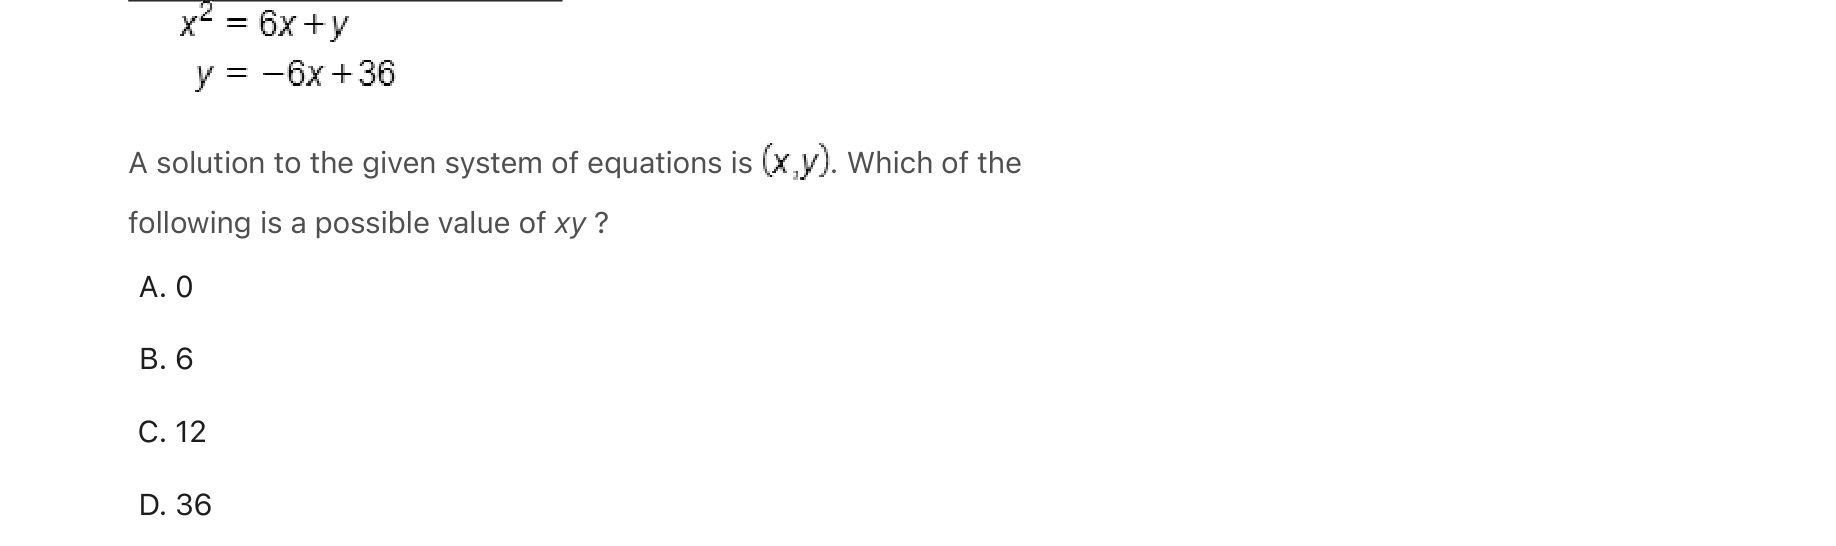 x² = 6x+y
y = −6x+36
A solution to the given system of equations is (x,y). Which of the
following is a possible value of xy ?
A. 0
B. 6
C. 12
D. 36